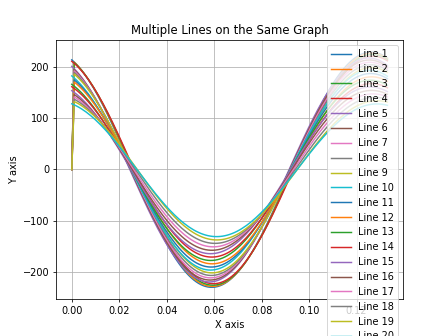 Multiple Lines on the Same Graph
Y axis
200
100
0
−100
−200
0.00
0.02
0.04
0.06
0.08
0.10
X axis
Line 1
Line 2
Line 3
Line 4
Line 5
Line 6
Line 7
Line 8
Line 9
Line 10
Line 11
Line 12
Line 13
Line 14
Line 15
Line 16
Line 17
Line 18
Line 19
Line 20